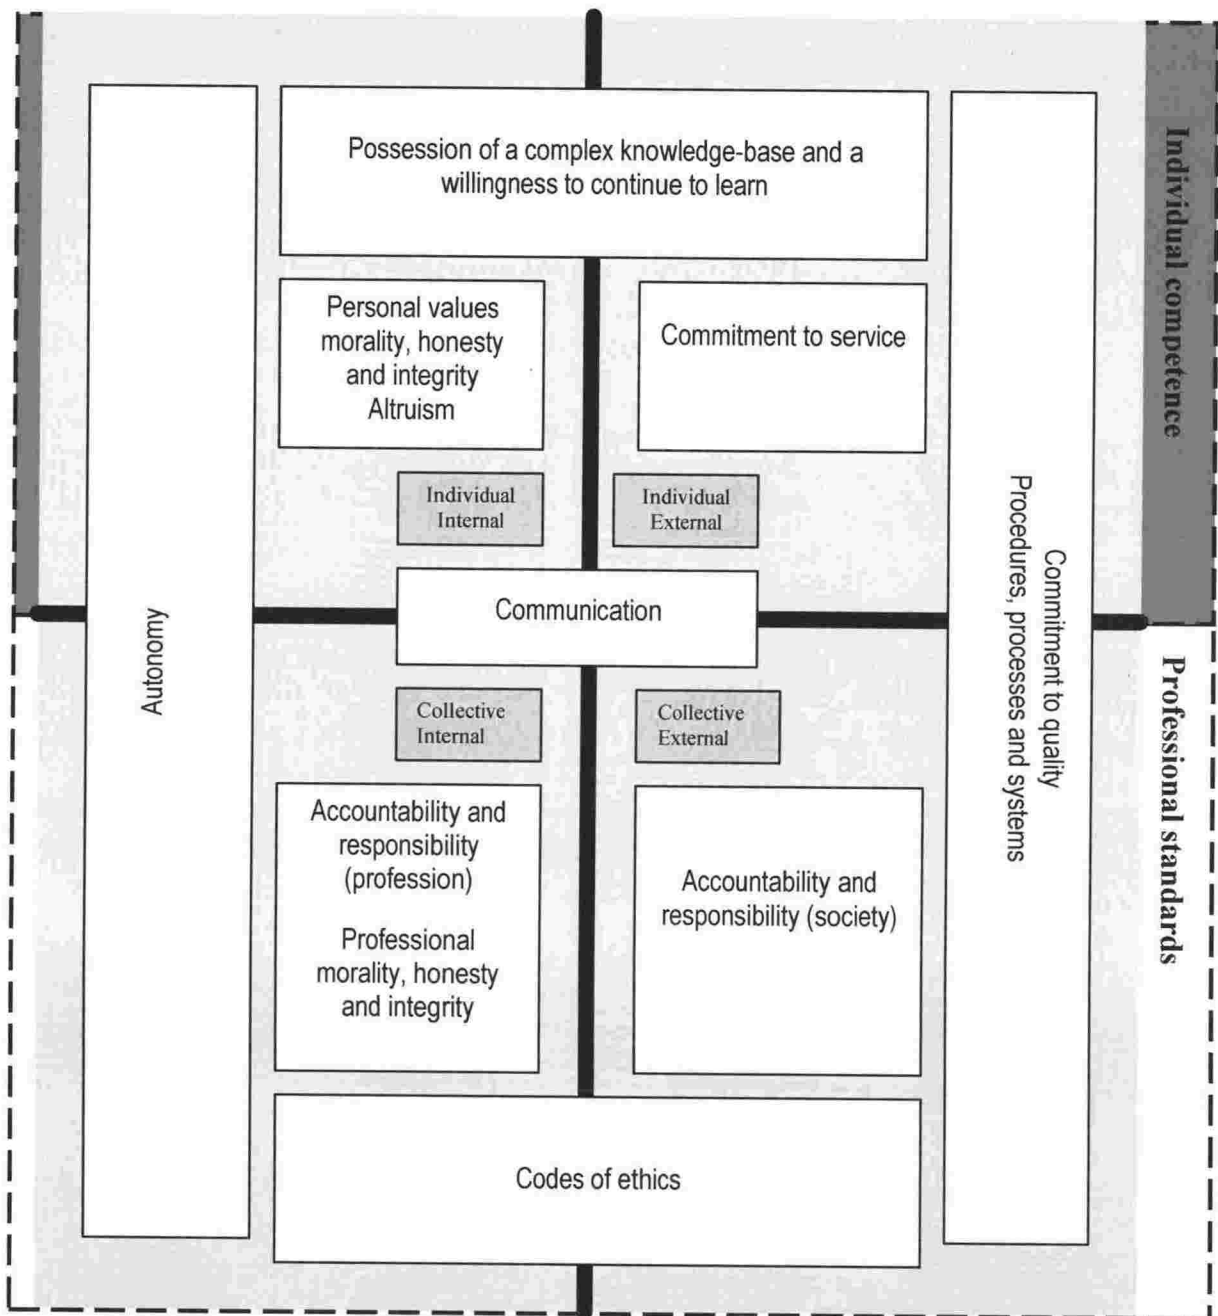 Possession of a complex knowledge-base and a
willingness to continue to learn
Personal values
morality, honesty
and integrity
Altruism
Commitment to service
Individual
Internal
Individual
External
Communication
Autonomy
Commitment to quality
Procedures, processes and systems
Individual competence
Professional standards
Collective
Internal
Collective
External
Accountability and
responsibility
(profession)
Professional
morality, honesty
and integrity
Accountability and
responsibility (society)
Codes of ethics